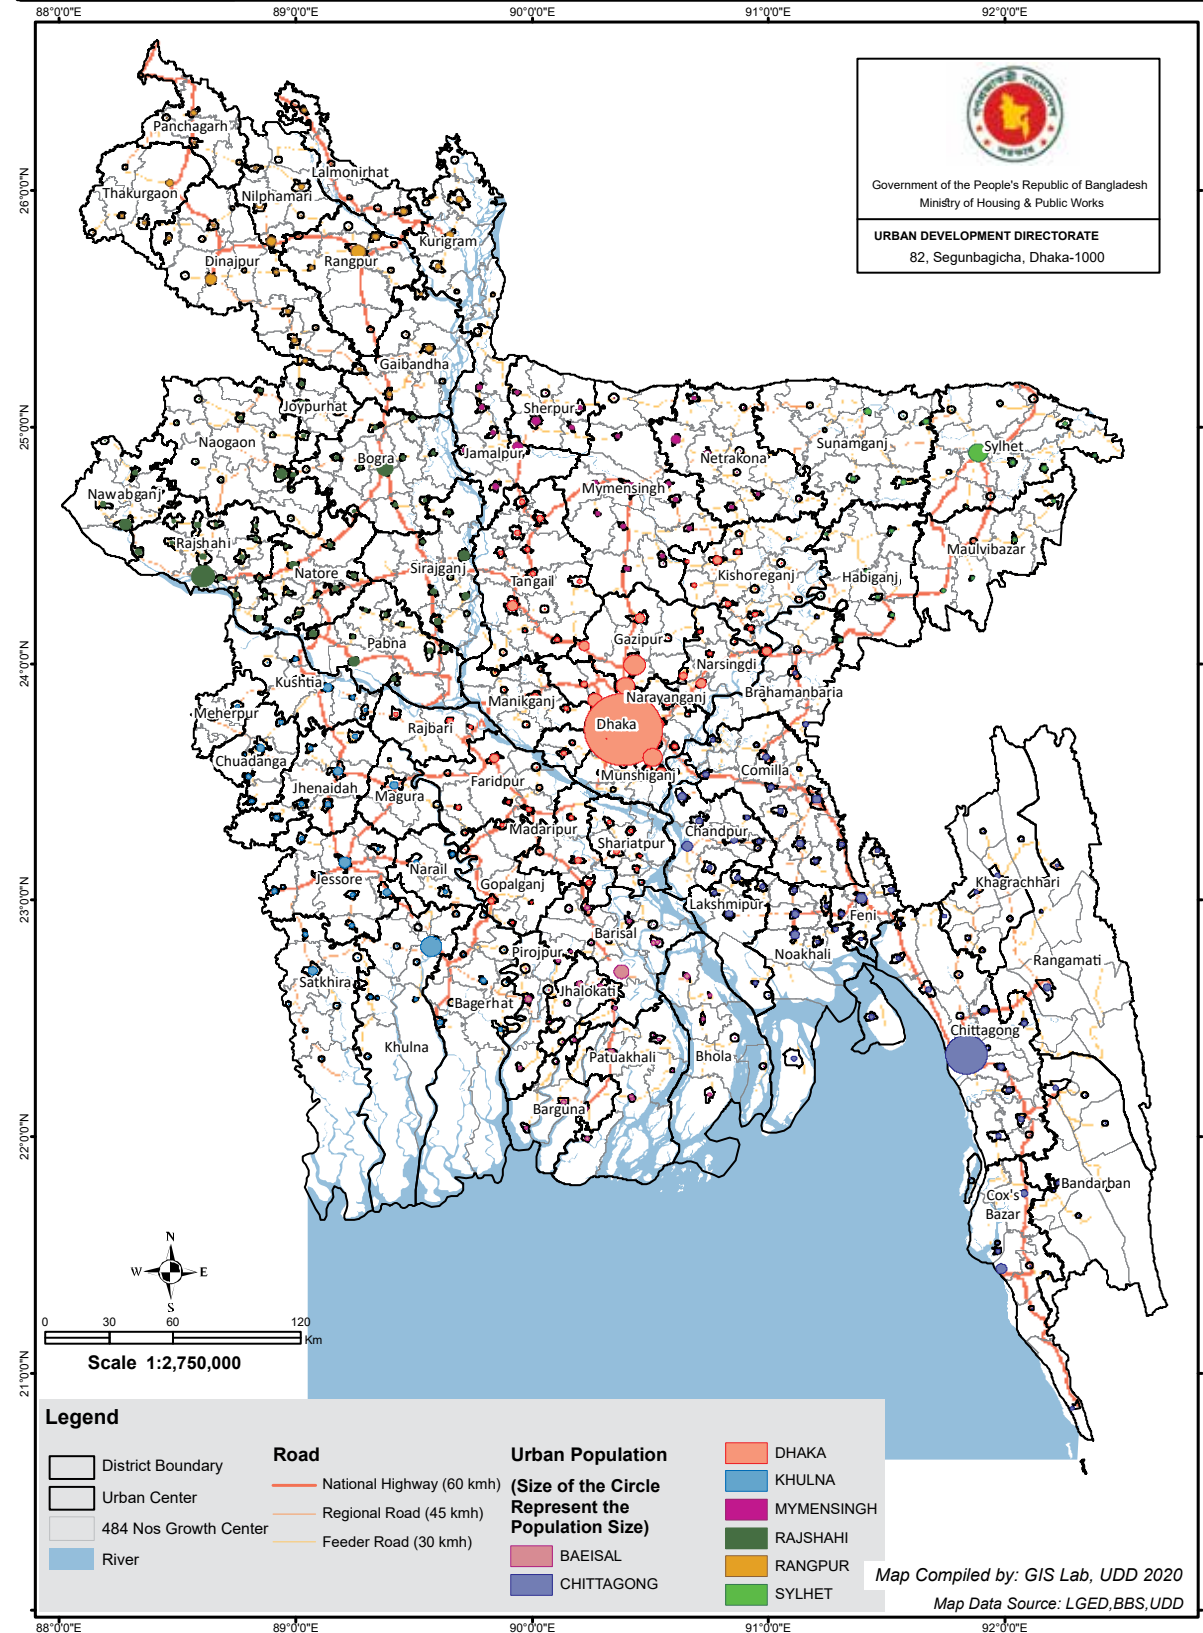 88°0'0"E
89°0'0"E
90°0'0"E
91°0'0"E
92°0'0"E
26°0'0"N
25°0'0"N
24°0'0"N
23°0'0"N
22°0'0"N
21°0'0"N
Government of the People's Republic of Bangladesh
Ministry of Housing & Public Works
URBAN DEVELOPMENT DIRECTORATE
82, Segunbagicha, Dhaka-1000
Panchagarh
Lalmonirhat
Thakurgaon
Nilphamari
Kurigram
Dinajpur
Rangpur
Gaibandha
Joypurhat
Sherpur
Naogaon
Sunamganj
Sylhet
Bogra
Jamalpur
Netrakona
Nawabganj
Mymensingh
Rajshahi
Maulvibazar
Natore
Sirajganj
Tangail
Kishoreganj
Habiganj
Pabna
Gazipur
Narsingdi
Kushtia
Manikganj
Narayanganj
Brahamanbaria
Meherpur
Rajbari
Dhaka
Chuadanga
Faridpur
Munshiganj
Comilla
Jhenaidah
Magura
Madaripur
Shariatpur
Chandpur
Jessore
Narail
Gopalganj
Khagrachhari
Lakshmipur
Feni
Barisal
Pirojpur
Noakhali
Rangamati
Satkhira
Bagerhat
Jhalokati
Chittagong
Khulna
Patuakhali
Bhola
Barguna
Bandarban
Cox's
Bazar
N
W
E
S
0
30
60
120
Km
Scale 1:2,750,000
Legend
District Boundary
Urban Center
484 Nos Growth Center
River
Road
National Highway (60 kmh)
Regional Road (45 kmh)
Feeder Road (30 kmh)
Urban Population
(Size of the Circle
Represent the
Population Size)
BAEISAL
CHITTAGONG
DHAKA
KHULNA
MYMENSINGH
RAJSHAHI
RANGPUR
SYLHET
Map Compiled by: GIS Lab, UDD 2020
Map Data Source: LGED,BBS,UDD
88°0'0"E
89°0'0"E
90°0'0"E
91°0'0"E
92°0'0"E